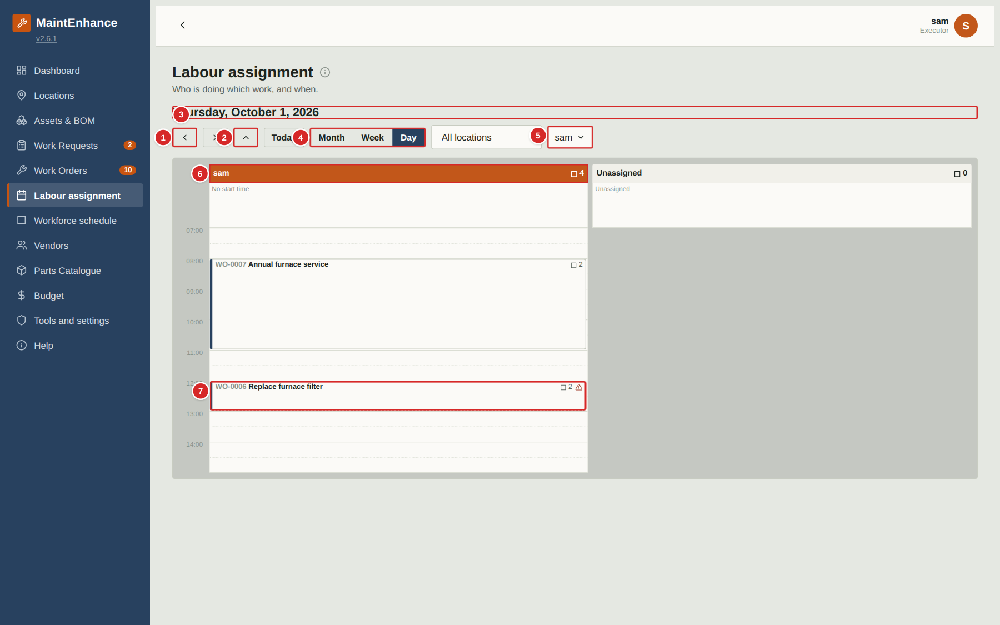 MaintEnhance
v2.6.1
Dashboard
Locations
Assets & BOM
Work Requests 2
Work Orders 10
Labour assignment
Workforce schedule
Vendors
Parts Catalogue
Budget
Tools and settings
Help
sam
Executor
S
Labour assignment
Who is doing which work, and when.
3 ursday, October 1, 2026
1 2 4 Month Week Day All locations 5 sam
6 sam 4 Unassigned 0
No start time Unassigned
07:00
08:00
WO-0007 Annual furnace service 2
09:00
10:00
11:00
7 WO-0006 Replace furnace filter 2
13:00
14:00